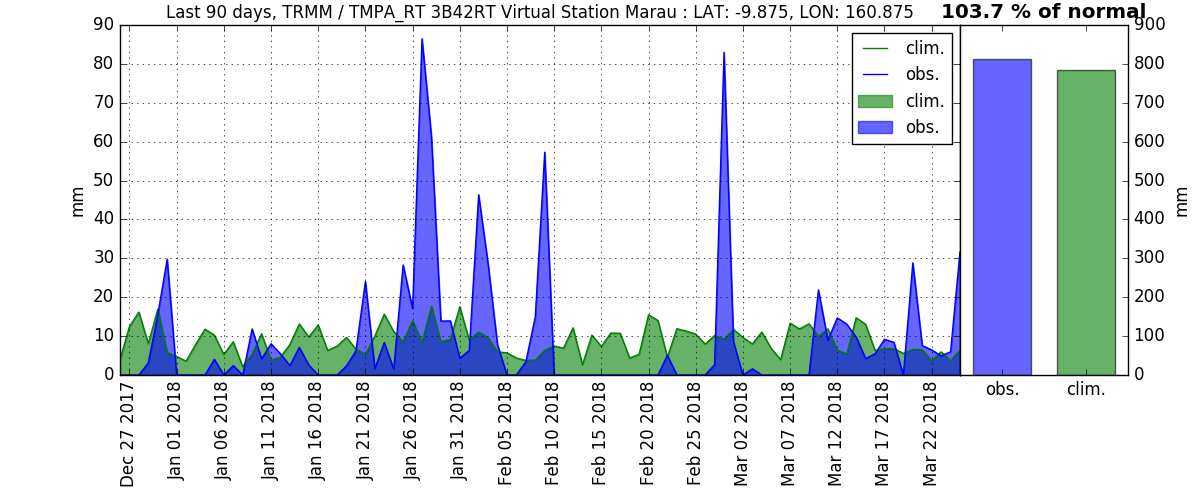 Last 90 days, TRMM / TMPA_RT 3B42RT Virtual Station Marau : LAT: -9.875, LON: 160.875
103.7 % of normal
90
80
70
60
50
40
30
20
10
0
mm
clim.
obs.
clim.
obs.
900
800
700
600
500
400
300
200
100
0
mm
Dec 27 2017
Jan 01 2018
Jan 06 2018
Jan 11 2018
Jan 16 2018
Jan 21 2018
Jan 26 2018
Jan 31 2018
Feb 05 2018
Feb 10 2018
Feb 15 2018
Feb 20 2018
Feb 25 2018
Mar 02 2018
Mar 07 2018
Mar 12 2018
Mar 17 2018
Mar 22 2018
obs.
clim.